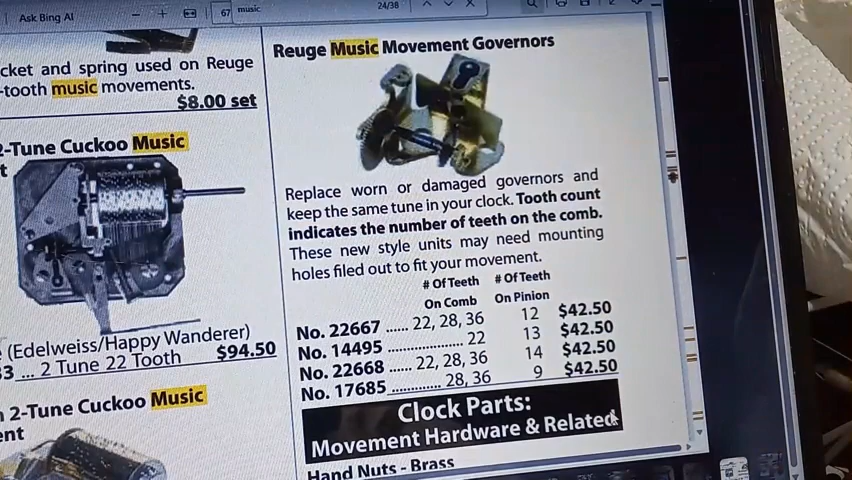 Ask Bing AI
67
music
24/38
cket and spring used on Reuge
-tooth music movements.
$8.00 set
2-Tune Cuckoo Music
t
(Edelweiss/Happy Wanderer)
3 ... 2 Tune 22 Tooth $94.50
2-Tune Cuckoo Music
ent
Reuge Music Movement Governors
Replace worn or damaged governors and
keep the same tune in your clock. Tooth count
indicates the number of teeth on the comb.
These new style units may need mounting
holes filed out to fit your movement.
# Of Teeth # Of Teeth
On Comb On Pinion
No. 22667 ...... 22, 28, 36 12 $42.50
No. 14495 .................... 22 13 $42.50
No. 22668 ...... 22, 28, 36 14 $42.50
No. 17685 ............. 28, 36 9 $42.50
Clock Parts:
Movement Hardware & Related
Hand Nuts - Brass